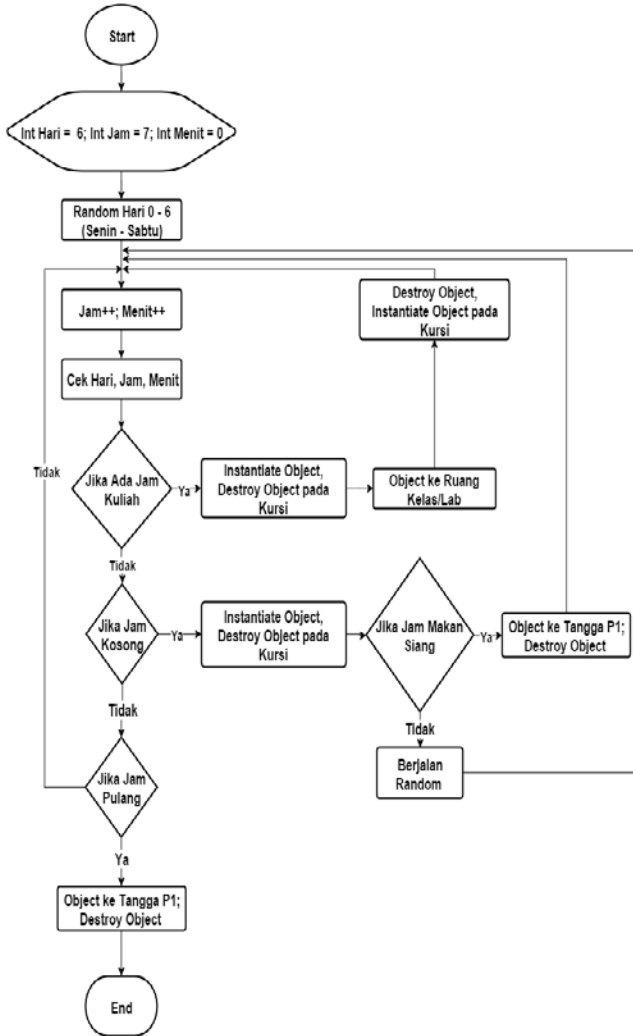 Start
Int Hari = 6; Int Jam = 7; Int Menit = 0
Random Hari 0 - 6
(Senin - Sabtu)
Jam++; Menit++
Destroy Object,
Instantiate Object pada
Kursi
Cek Hari, Jam, Menit
Tidak
Jika Ada Jam
Kuliah
Ya
Instantiate Object,
Destroy Object pada
Kursi
Object ke Ruang
Kelas/Lab
Tidak
Jika Jam
Kosong
Ya
Instantiate Object,
Destroy Object pada
Kursi
JIka Jam Makan
Siang
Ya
Object ke Tangga P1;
Destroy Object
Tidak
Tidak
Jika Jam
Pulang
Berjalan
Random
Ya
Object ke Tangga P1;
Destroy Object
End